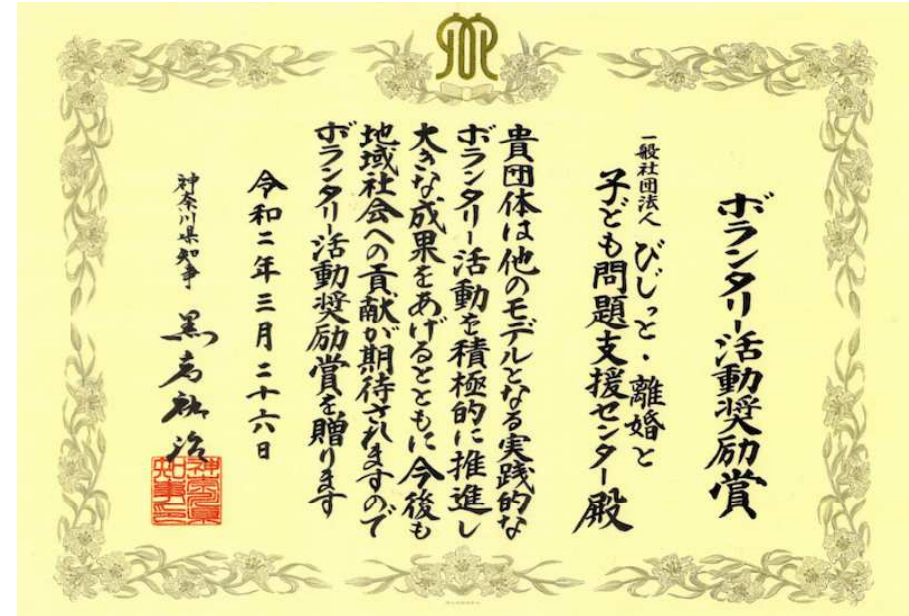 ボランタリー活動奨励賞
一般社団法人 びじっと・離婚と
子ども問題支援センター 殿
貴団体は他のモデルとなる実践的な
ボランタリー活動を積極的に推進し
大きな成果をあげるとともに今後も
地域社会への貢献が期待されますので
ボランタリー活動奨励賞を贈ります
令和二年三月二十六日
神奈川県知事 黒岩祐治
神奈川県
知事之印